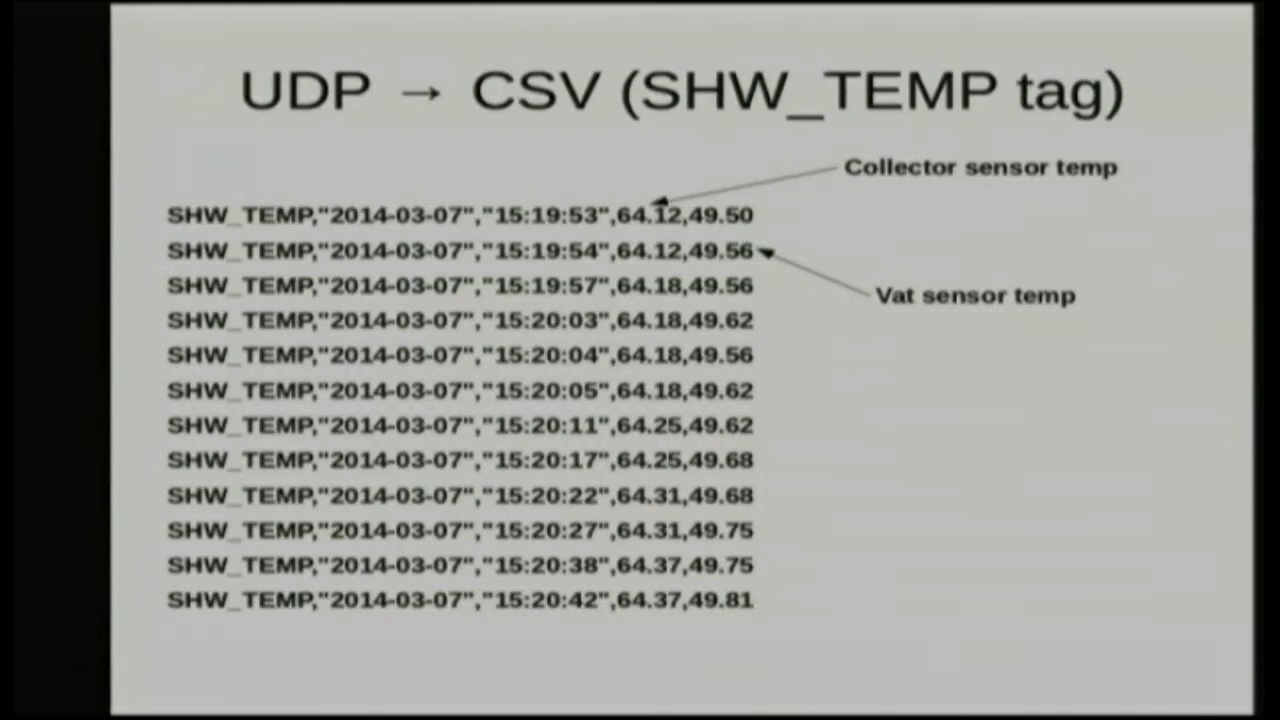 UDP → CSV (SHW_TEMP tag)
Collector sensor temp
SHW_TEMP,"2014-03-07","15:19:53",64.12,49.50
SHW_TEMP,"2014-03-07","15:19:54",64.12,49.56
SHW_TEMP,"2014-03-07","15:19:57",64.18,49.56
Vat sensor temp
SHW_TEMP,"2014-03-07","15:20:03",64.18,49.62
SHW_TEMP,"2014-03-07","15:20:04",64.18,49.56
SHW_TEMP,"2014-03-07","15:20:05",64.18,49.62
SHW_TEMP,"2014-03-07","15:20:11",64.25,49.62
SHW_TEMP,"2014-03-07","15:20:17",64.25,49.68
SHW_TEMP,"2014-03-07","15:20:22",64.31,49.68
SHW_TEMP,"2014-03-07","15:20:27",64.31,49.75
SHW_TEMP,"2014-03-07","15:20:38",64.37,49.75
SHW_TEMP,"2014-03-07","15:20:42",64.37,49.81